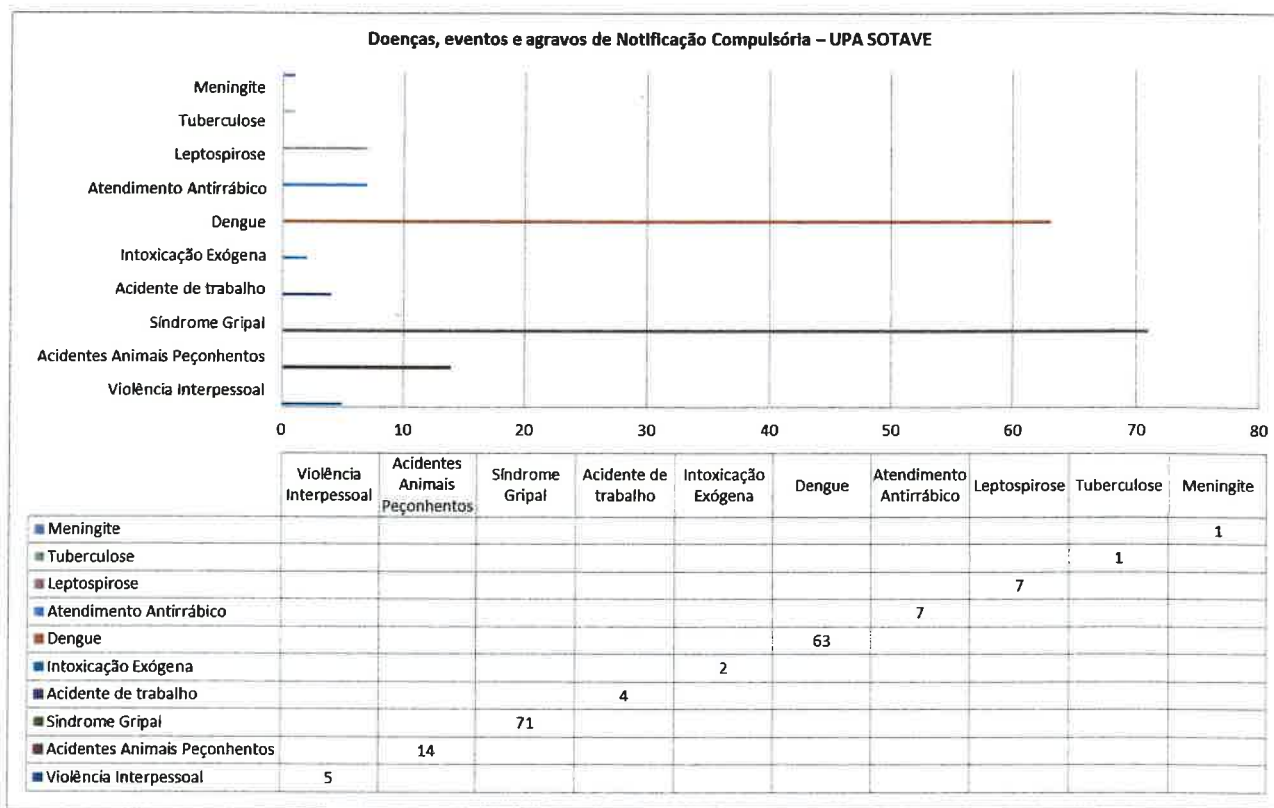 Doenças, eventos e agravos de Notificação Compulsória – UPA SOTAVE
Meningite
Tuberculose
Leptospirose
Atendimento Antirrábico
Dengue
Intoxicação Exógena
Acidente de trabalho
Síndrome Gripal
Acidentes Animais Peçonhentos
Violência Interpessoal
0 10 20 30 40 50 60 70 80
Violência Interpessoal
Acidentes Animais Peçonhentos
Síndrome Gripal
Acidente de trabalho
Intoxicação Exógena
Dengue
Atendimento Antirrábico
Leptospirose
Tuberculose
Meningite
Meningite 1
Tuberculose 1
Leptospirose 7
Atendimento Antirrábico 7
Dengue 63
Intoxicação Exógena 2
Acidente de trabalho 4
Sindrome Gripal 71
Acidentes Animais Peçonhentos 14
Violência Interpessoal 5